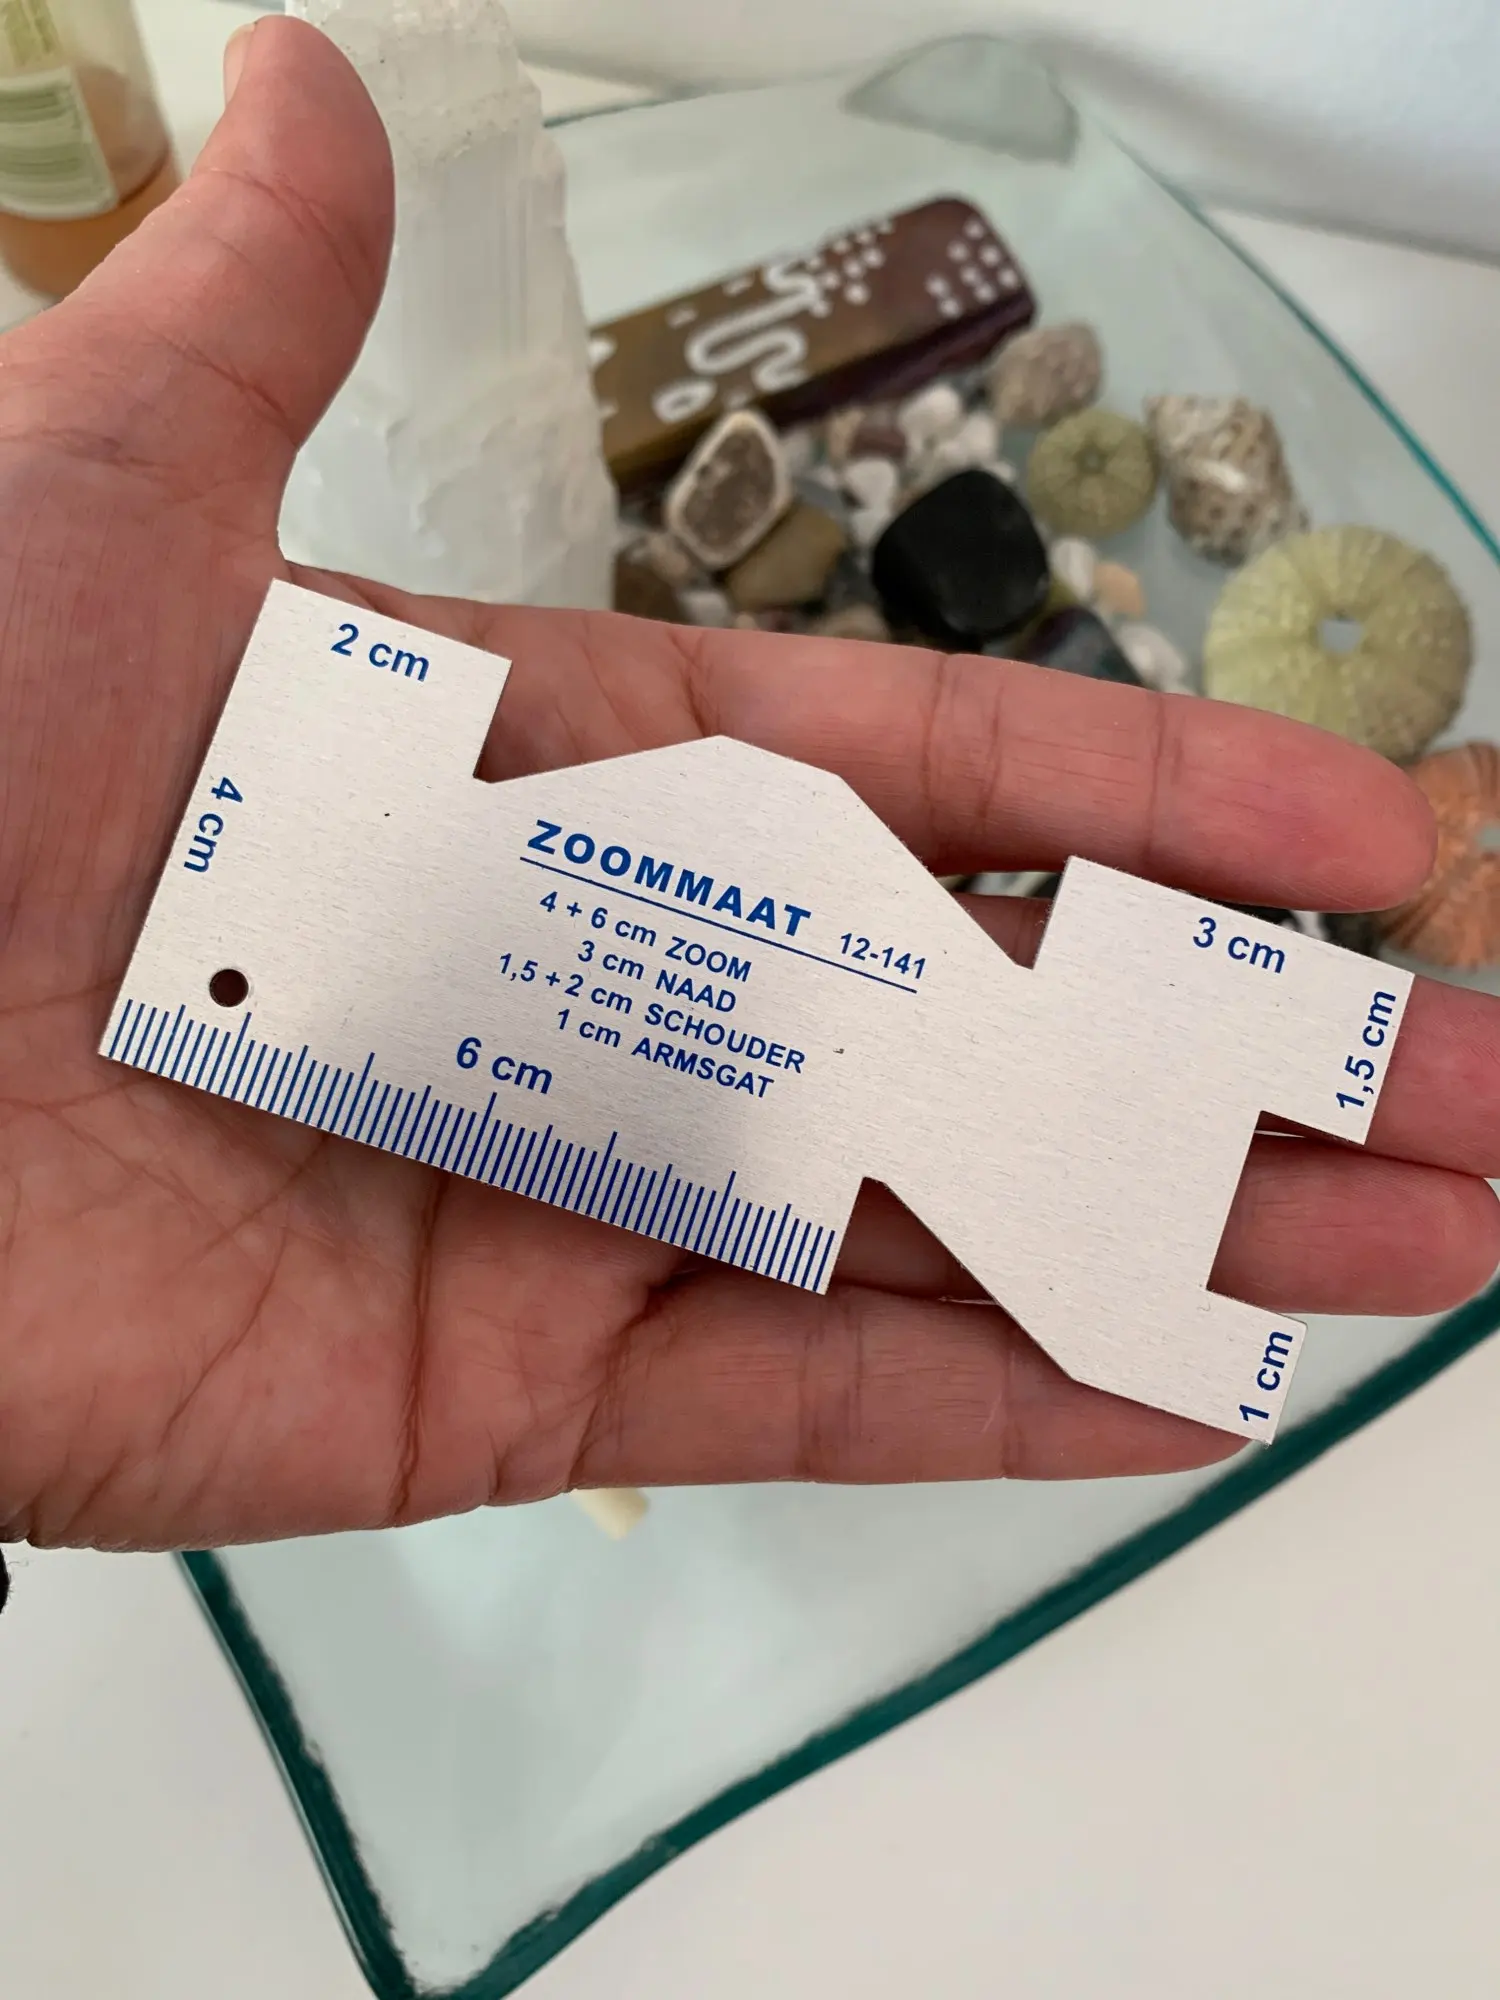 2 cm
4 cm
ZOOMMAAT 12-141
4 + 6 cm ZOOM
3 cm NAAD
1,5 + 2 cm SCHOUDER
1 cm ARMSGAT
6 cm
3 cm
1,5 cm
1 cm